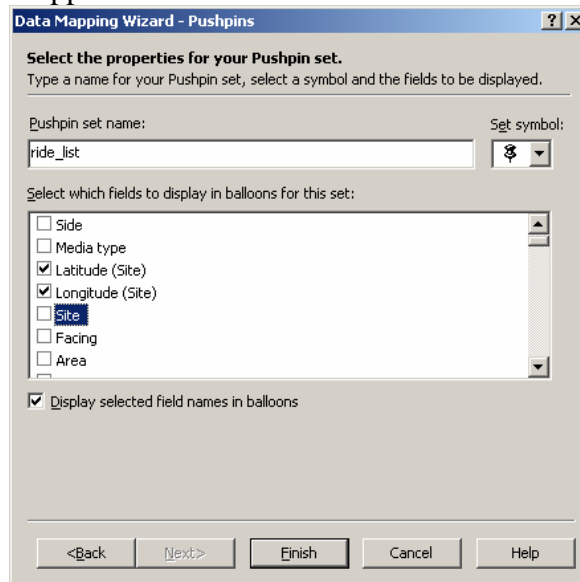 Data Mapping Wizard - Pushpins
Select the properties for your Pushpin set.
Type a name for your Pushpin set, select a symbol and the fields to be displayed.
Pushpin set name:
Set symbol:
ride_list
Select which fields to display in balloons for this set:
Side
Media type
Latitude (Site)
Longitude (Site)
Site
Facing
Area
Display selected field names in balloons
<Back Next> Finish Cancel Help